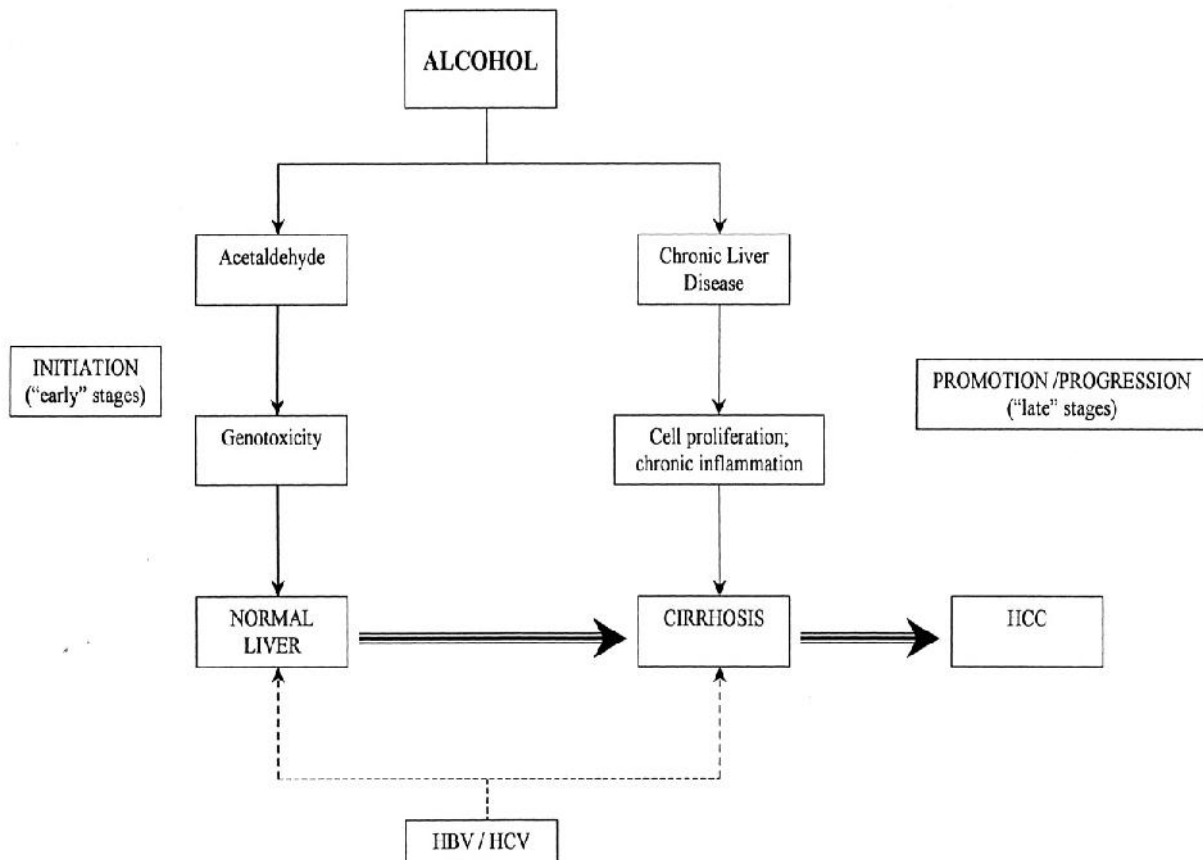 ALCOHOL
Acetaldehyde
Chronic Liver
Disease
INITIATION
(“early” stages)
PROMOTION /PROGRESSION
(“late” stages)
Genotoxicity
Cell proliferation;
chronic inflammation
NORMAL
LIVER
CIRRHOSIS
HCC
HBV / HCV